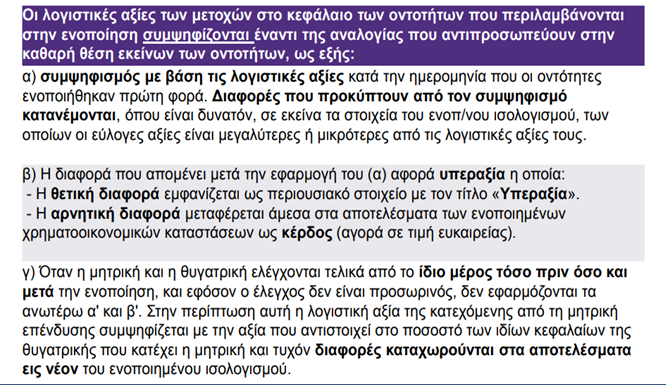 Οι λογιστικές αξίες των μετοχών στο κεφάλαιο των οντοτήτων που περιλαμβάνονται
στην ενοποίηση συμψηφίζονται έναντι της αναλογίας που αντιπροσωπεύουν στην
καθαρή θέση εκείνων των οντοτήτων, ως εξής:
α) συμψηφισμός με βάση τις λογιστικές αξίες κατά την ημερομηνία που οι οντότητες
ενοποιήθηκαν πρώτη φορά. Διαφορές που προκύπτουν από τον συμψηφισμό
κατανέμονται, όπου είναι δυνατόν, σε εκείνα τα στοιχεία του ενοπ/νου ισολογισμού, των
οποίων οι εύλογες αξίες είναι μεγαλύτερες ή μικρότερες από τις λογιστικές αξίες τους.
β) Η διαφορά που απομένει μετά την εφαρμογή του (α) αφορά υπεραξία η οποία:
- Η θετική διαφορά εμφανίζεται ως περιουσιακό στοιχείο με τον τίτλο «Υπεραξία».
- Η αρνητική διαφορά μεταφέρεται άμεσα στα αποτελέσματα των ενοποιημένων
χρηματοοικονομικών καταστάσεων ως κέρδος (αγορά σε τιμή ευκαιρείας).
γ) Όταν η μητρική και η θυγατρική ελέγχονται τελικά από το ίδιο μέρος τόσο πριν όσο και
μετά την ενοποίηση, και εφόσον ο έλεγχος δεν είναι προσωρινός, δεν εφαρμόζονται τα
ανωτέρω α' και β'. Στην περίπτωση αυτή η λογιστική αξία της κατεχόμενης από τη μητρική
επένδυσης συμψηφίζεται με την αξία που αντιστοιχεί στο ποσοστό των ιδίων κεφαλαίων της
θυγατρικής που κατέχει η μητρική και τυχόν διαφορές καταχωρούνται στα αποτελέσματα
εις νέον του ενοποιημένου ισολογισμού.